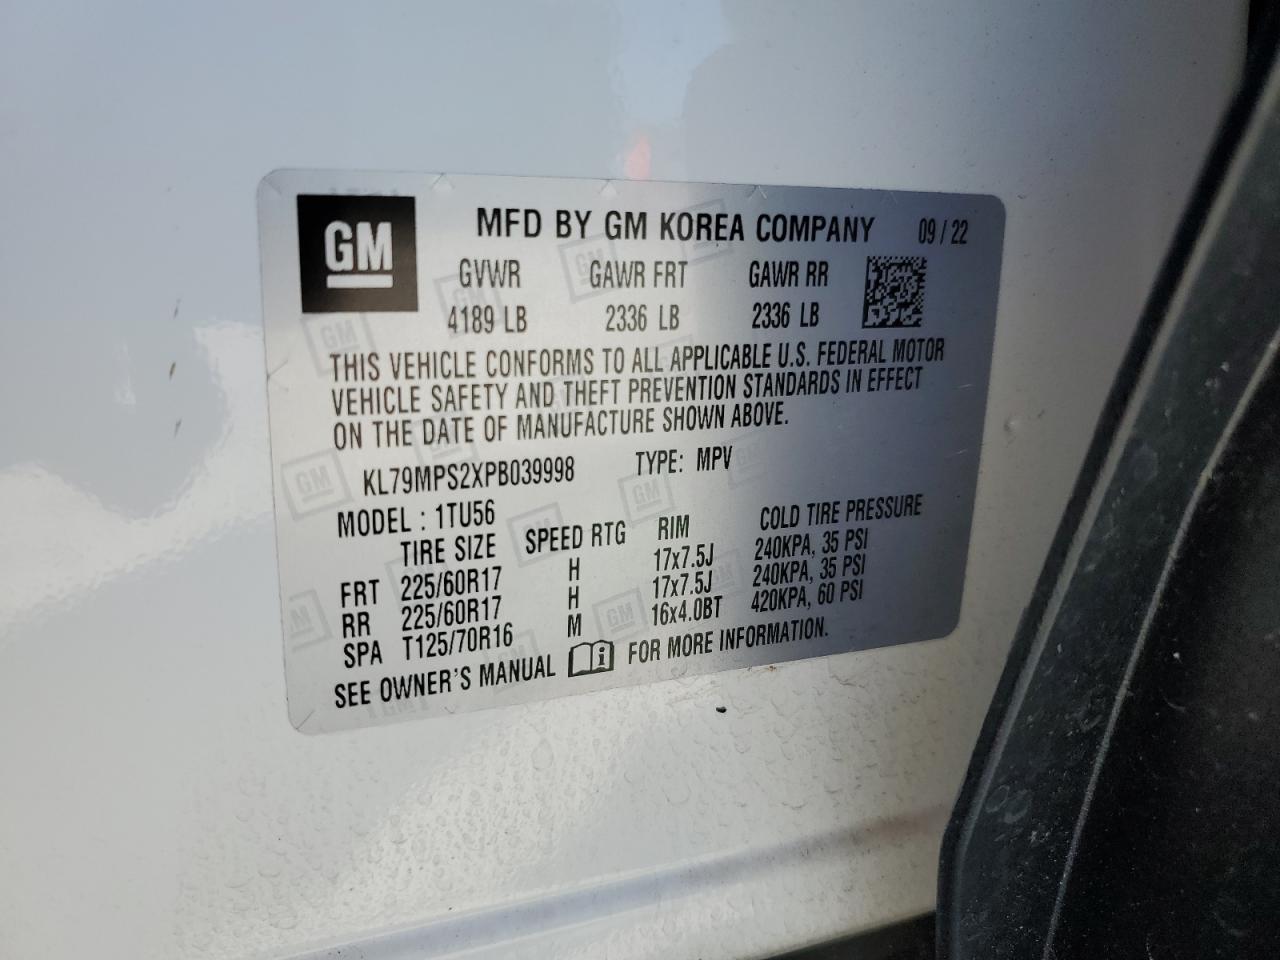 GM
MFD BY GM KOREA COMPANY 09 / 22
GVWR GAWR FRT GAWR RR
4189 LB 2336 LB 2336 LB
THIS VEHICLE CONFORMS TO ALL APPLICABLE U.S. FEDERAL MOTOR
VEHICLE SAFETY AND THEFT PREVENTION STANDARDS IN EFFECT
ON THE DATE OF MANUFACTURE SHOWN ABOVE.
KL79MPS2XPB039998 TYPE: MPV
MODEL : 1TU56
TIRE SIZE SPEED RTG RIM COLD TIRE PRESSURE
FRT 225/60R17 H 17x7.5J 240KPA, 35 PSI
RR 225/60R17 H 17x7.5J 240KPA, 35 PSI
SPA T125/70R16 M 16x4.0BT 420KPA, 60 PSI
SEE OWNER'S MANUAL i FOR MORE INFORMATION.